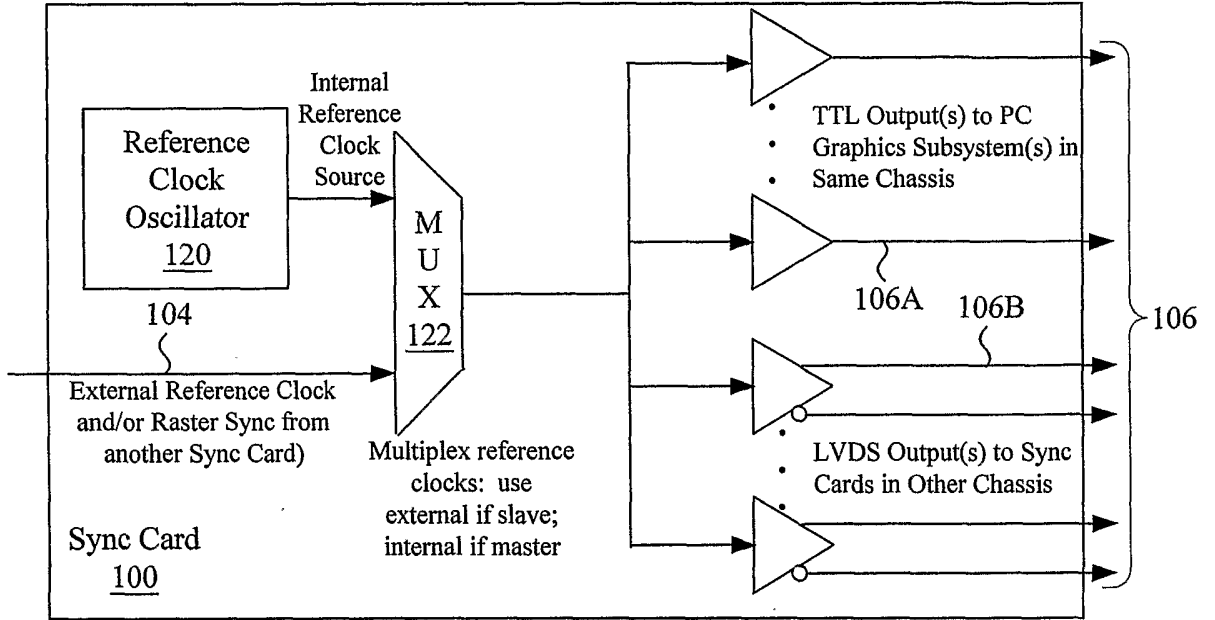 Reference
Clock
Oscillator
120
Internal
Reference
Clock
Source
M
U
X
122
104
External Reference Clock
and/or Raster Sync from
another Sync Card)
Multiplex reference
clocks: use
external if slave;
internal if master
Sync Card
100
TTL Output(s) to PC
Graphics Subsystem(s) in
Same Chassis
106A
106B
106
LVDS Output(s) to Sync
Cards in Other Chassis